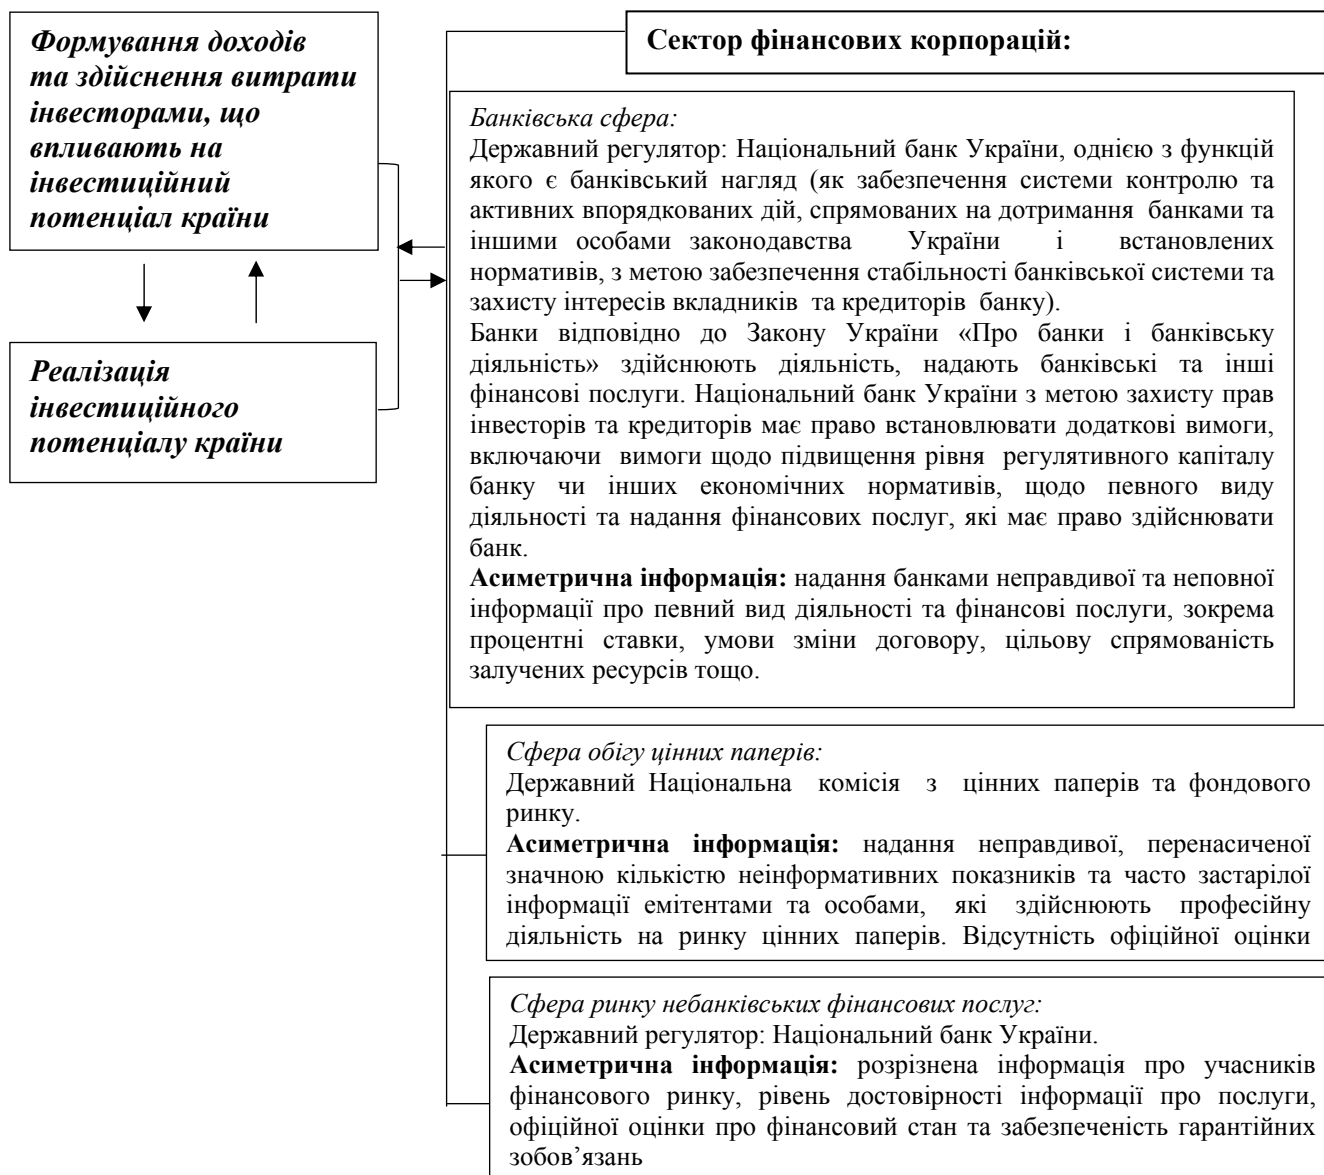 Формування доходів
та здійснення витрати
інвесторами, що
впливають на
інвестиційний
потенціал країни
Реалізація
інвестиційного
потенціалу країни
Сектор фінансових корпорацій:
Банківська сфера:
Державний регулятор: Національний банк України, однією з функцій
якого є банківський нагляд (як забезпечення системи контролю та
активних впорядкованих дій, спрямованих на дотримання банками та
іншими особами законодавства України і встановлених
нормативів, з метою забезпечення стабільності банківської системи та
захисту інтересів вкладників та кредиторів банку).
Банки відповідно до Закону України «Про банки і банківську
діяльність» здійснюють діяльність, надають банківські та інші
фінансові послуги. Національний банк України з метою захисту прав
інвесторів та кредиторів має право встановлювати додаткові вимоги,
включаючи вимоги щодо підвищення рівня регулятивного капіталу
банку чи інших економічних нормативів, щодо певного виду
діяльності та надання фінансових послуг, які має право здійснювати
банк.
Асиметрична інформація: надання банками неправдивої та неповної
інформації про певний вид діяльності та фінансові послуги, зокрема
процентні ставки, умови зміни договору, цільову спрямованість
залучених ресурсів тощо.
Сфера обігу цінних паперів:
Державний Національна комісія з цінних паперів та фондового
ринку.
Асиметрична інформація: надання неправдивої, перенасиченої
значною кількістю неінформативних показників та часто застарілої
інформації емітентами та особами, які здійснюють професійну
діяльність на ринку цінних паперів. Відсутність офіційної оцінки
Сфера ринку небанківських фінансових послуг:
Державний регулятор: Національний банк України.
Асиметрична інформація: розрізнена інформація про учасників
фінансового ринку, рівень достовірності інформації про послуги,
офіційної оцінки про фінансовий стан та забезпеченість гарантійних
зобов’язань